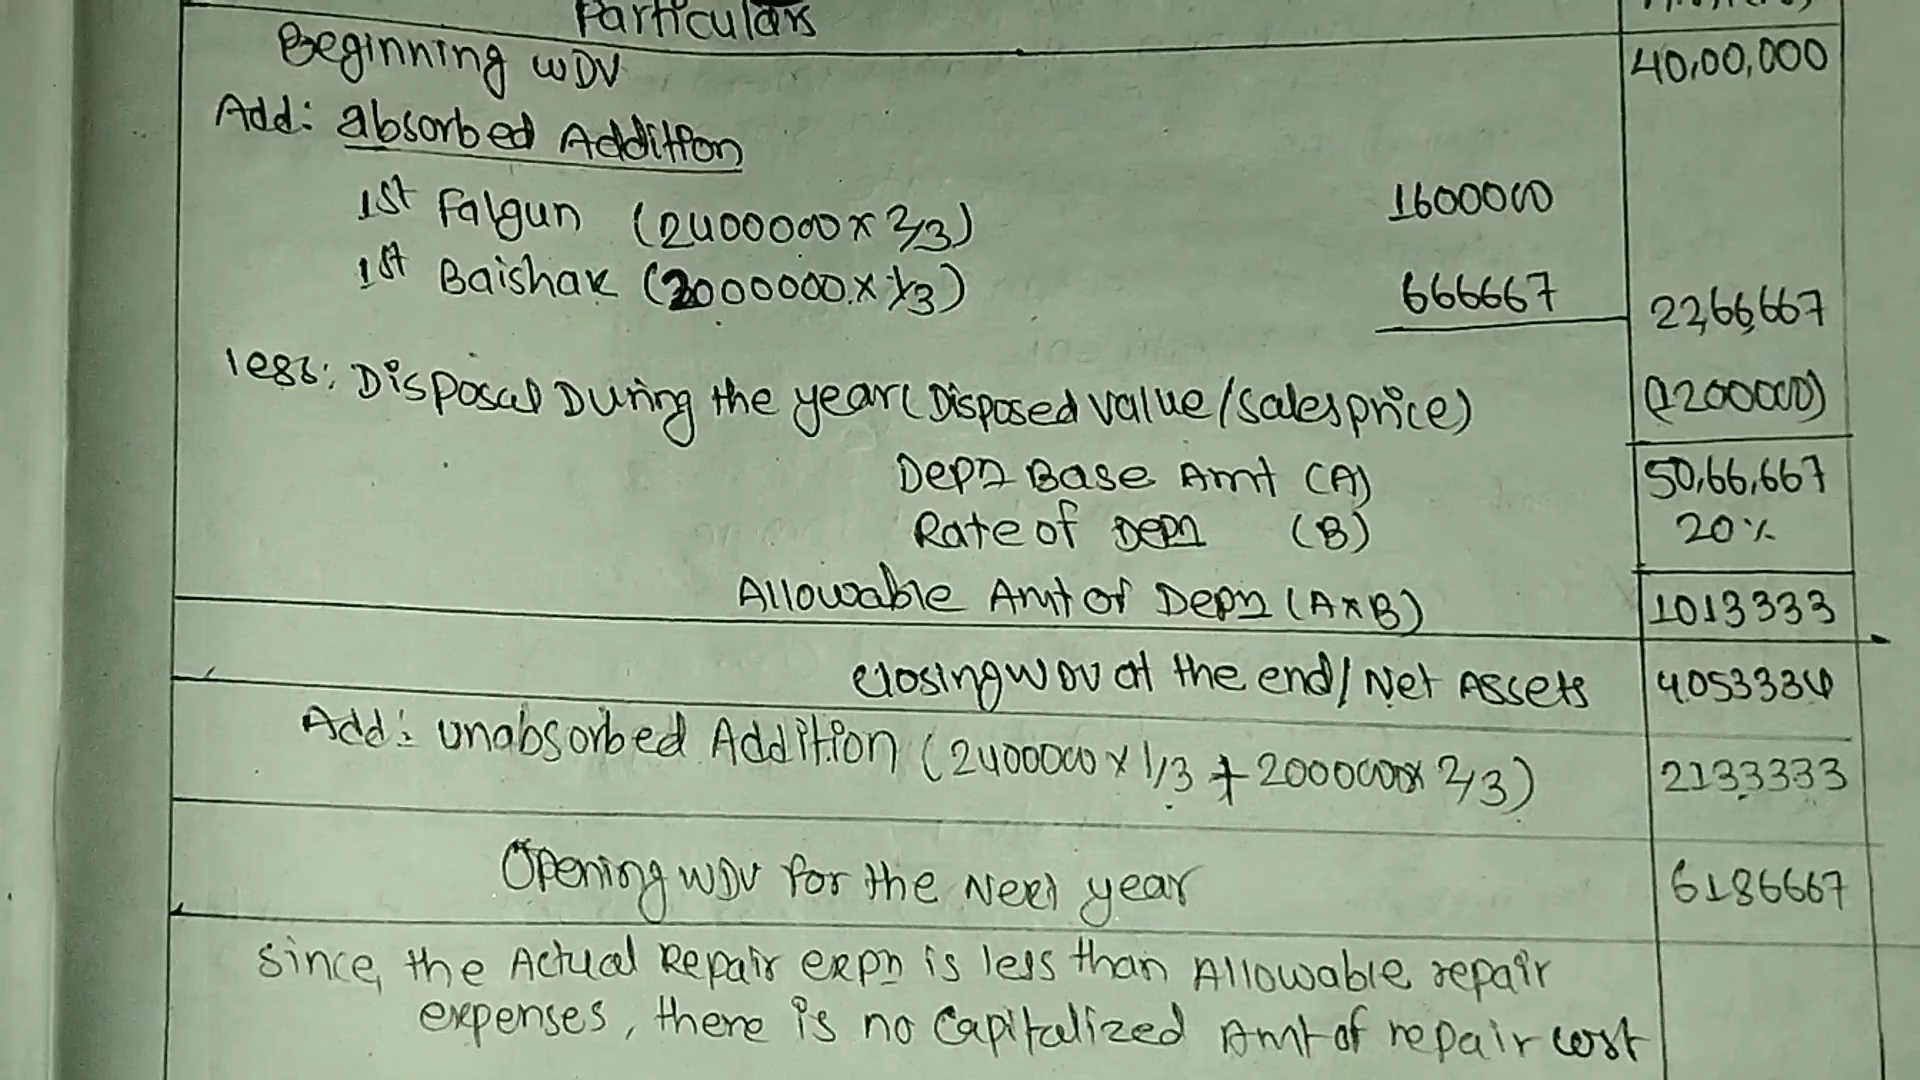 Particulars
Beginning WDV 40,00,000
Add: absorbed Addition
1st Falgun (2400000 x 2/3) 1600000
1st Baishak (2000000 x 1/3) 666667 22,66,667
less: Disposal During the year (Disposed value/salesprice) (1200000)
Depn Base Amt (A) 50,66,667
Rate of Depn (B) 20%
Allowable Amt of Depn (A×B) 1013333
closing WDV at the end/ Net Assets 4053334
Add: unabsorbed Addition (2400000 x 1/3 + 2000000x 2/3) 2133333
Opening WDV for the Next year 6186667
Since, the Actual Repair expn is less than Allowable repair
expenses, there is no Capitalized Amt of repair cost